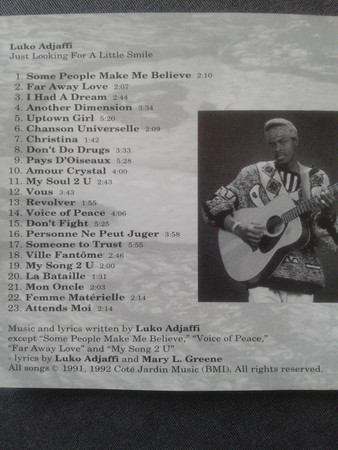 Luko Adjaffi
Just Looking For A Little Smile
1. Some People Make Me Believe 2:10
2. Far Away Love 2:07
3. I Had A Dream 2:44
4. Another Dimension 3:34
5. Uptown Girl 5:20
6. Chanson Universelle 2:09
7. Christina 1:42
8. Don't Do Drugs 3:33
9. Pays D'Oiseaux 5:28
10. Amour Crystal 4:00
11. My Soul 2 U 2:43
12. Vous 3:43
13. Revolver 1:55
14. Voice of Peace 4:06
15. Don't Fight 5:25
16. Personne Ne Peut Juger 3:58
17. Someone to Trust 5:55
18. Ville Fantôme 2:46
19. My Song 2 U 2:00
20. La Bataille 1:31
21. Mon Oncle 2:03
22. Femme Matérielle 2:14
23. Attends Moi 2:14
Music and lyrics written by Luko Adjaffi
except "Some People Make Me Believe," "Voice of Peace,"
"Far Away Love" and "My Song 2 U"
- lyrics by Luko Adjaffi and Mary L. Greene
All songs © 1991, 1992 Coté Jardin Music (BMI). All rights reserved.